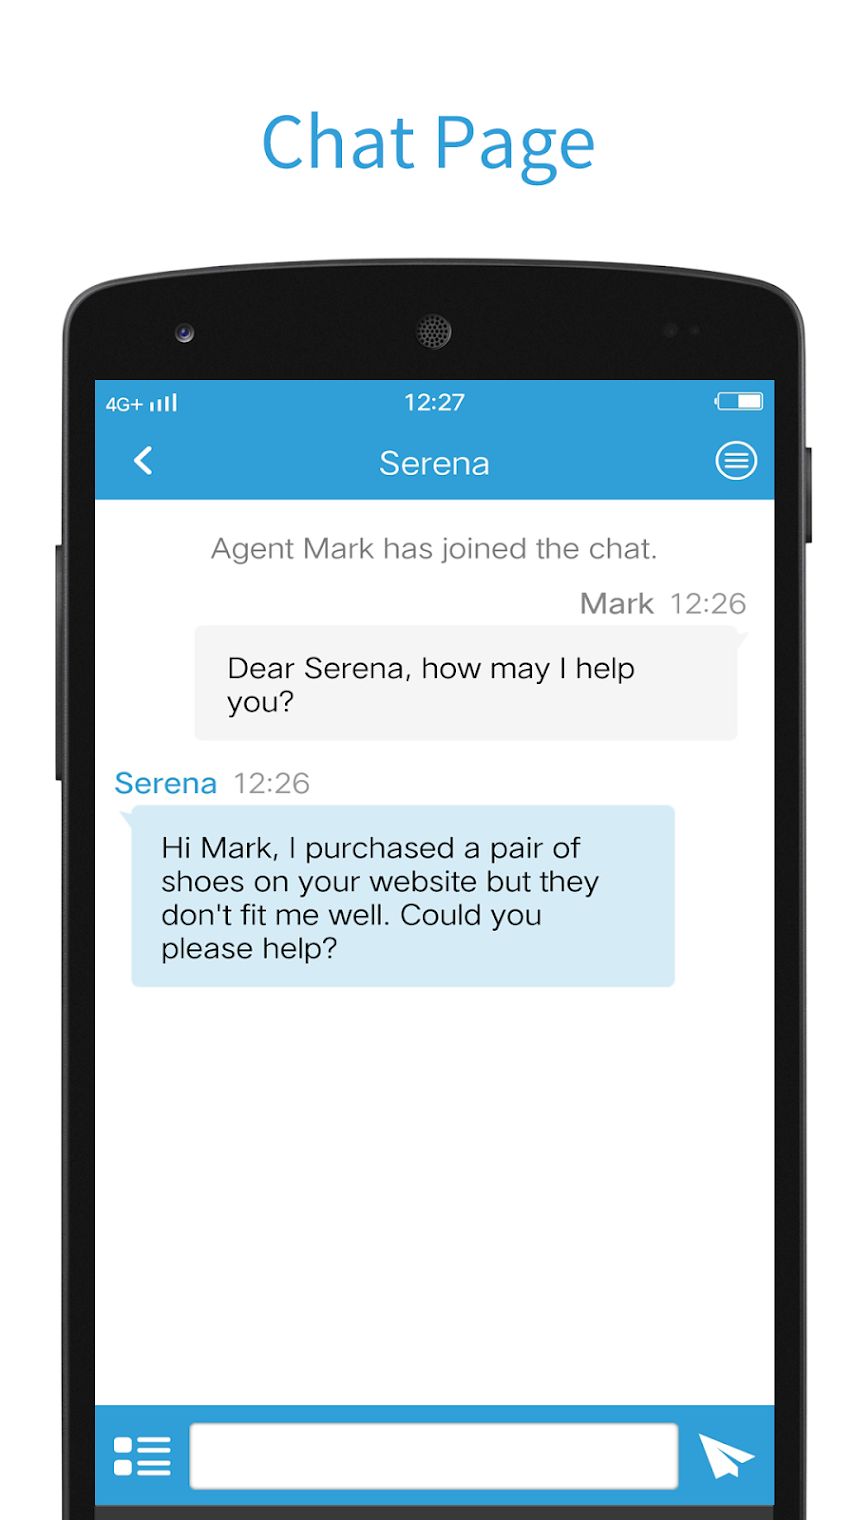 Chat Page
4G+ 12:27
Serena
Agent Mark has joined the chat.
Mark 12:26
Dear Serena, how may I help
you?
Serena 12:26
Hi Mark, I purchased a pair of
shoes on your website but they
don't fit me well. Could you
please help?